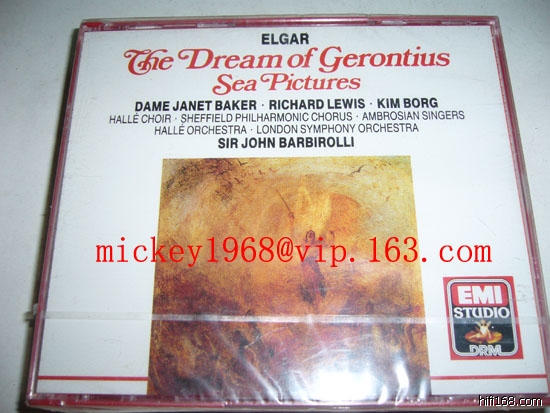 ELGAR
The Dream of Gerontius
Sea Pictures
DAME JANET BAKER · RICHARD LEWIS · KIM BORG
HALLÉ CHOIR · SHEFFIELD PHILHARMONIC CHORUS · AMBROSIAN SINGERS
HALLÉ ORCHESTRA · LONDON SYMPHONY ORCHESTRA
SIR JOHN BARBIROLLI
mickey1968@vip.163.com
EMI
STUDIO
DRM
hifi168.com